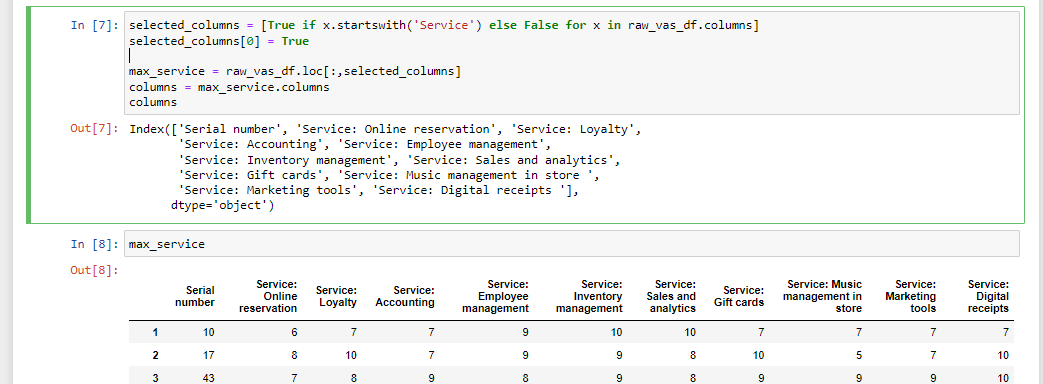 In [7]: selected_columns = [True if x.startswith('Service') else False for x in raw_vas_df.columns]
selected_columns[0] = True
max_service = raw_vas_df.loc[:,selected_columns]
columns = max_service.columns
columns
Out[7]: Index(['Serial number', 'Service: Online reservation', 'Service: Loyalty',
'Service: Accounting', 'Service: Employee management',
'Service: Inventory management', 'Service: Sales and analytics',
'Service: Gift cards', 'Service: Music management in store ',
'Service: Marketing tools', 'Service: Digital receipts '],
dtype='object')
In [8]: max_service
Out[8]:
Serial number Service: Online reservation Service: Loyalty Service: Accounting Service: Employee management Service: Inventory management Service: Sales and analytics Service: Gift cards Service: Music management in store Service: Marketing tools Service: Digital receipts
1 10 6 7 7 9 10 10 7 7 7 7
2 17 8 10 7 9 9 8 10 5 7 10
3 43 7 8 9 8 9 8 9 9 9 10